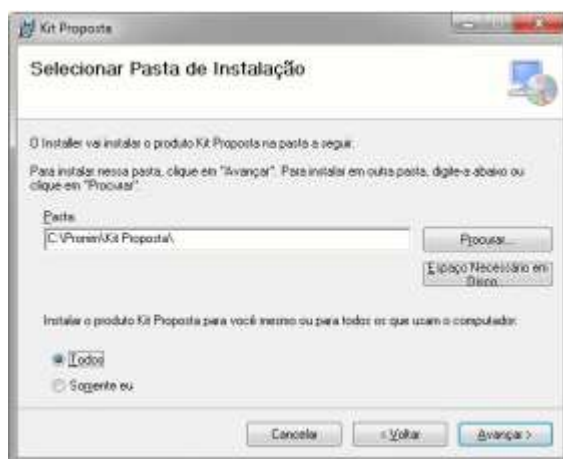 Kit Proposta
Selecionar Pasta de Instalação
O Installer vai instalar o produto Kit Proposta na pasta a seguir.
Para instalar nessa pasta, clique em "Avançar". Para instalar em outra pasta, digite-a abaixo ou
clique em "Procurar".
Pasta:
C:\Pronim\Kit Proposta\
Procurar...
Espaço Necessário em
Disco
Instalar o produto Kit Proposta para você mesmo ou para todos os que usam o computador:
Todos
Somente eu
Cancelar
< Voltar
Avançar >